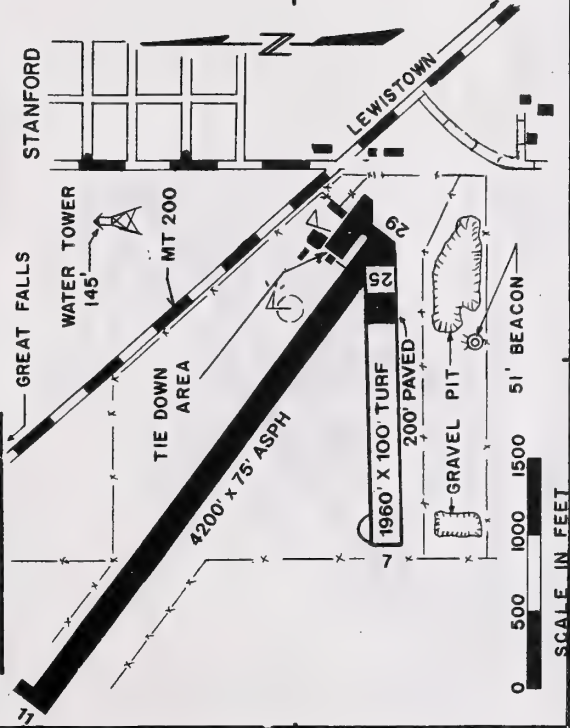 STANFORD
N
LEWISTOWN
GREAT FALLS
WATER TOWER
145'
MT 200
TIE DOWN
AREA
29
25
4200' X 75' ASPH
1960' X 100' TURF
200' PAVED
GRAVEL PIT
51' BEACON
7
11
0 500 1000 1500
SCALE IN FEET